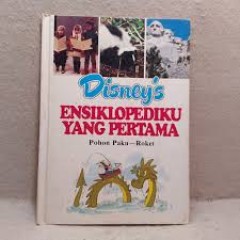 Disney's
ENSIKLOPEDIKU
YANG PERTAMA
Pohon Paku—Roket